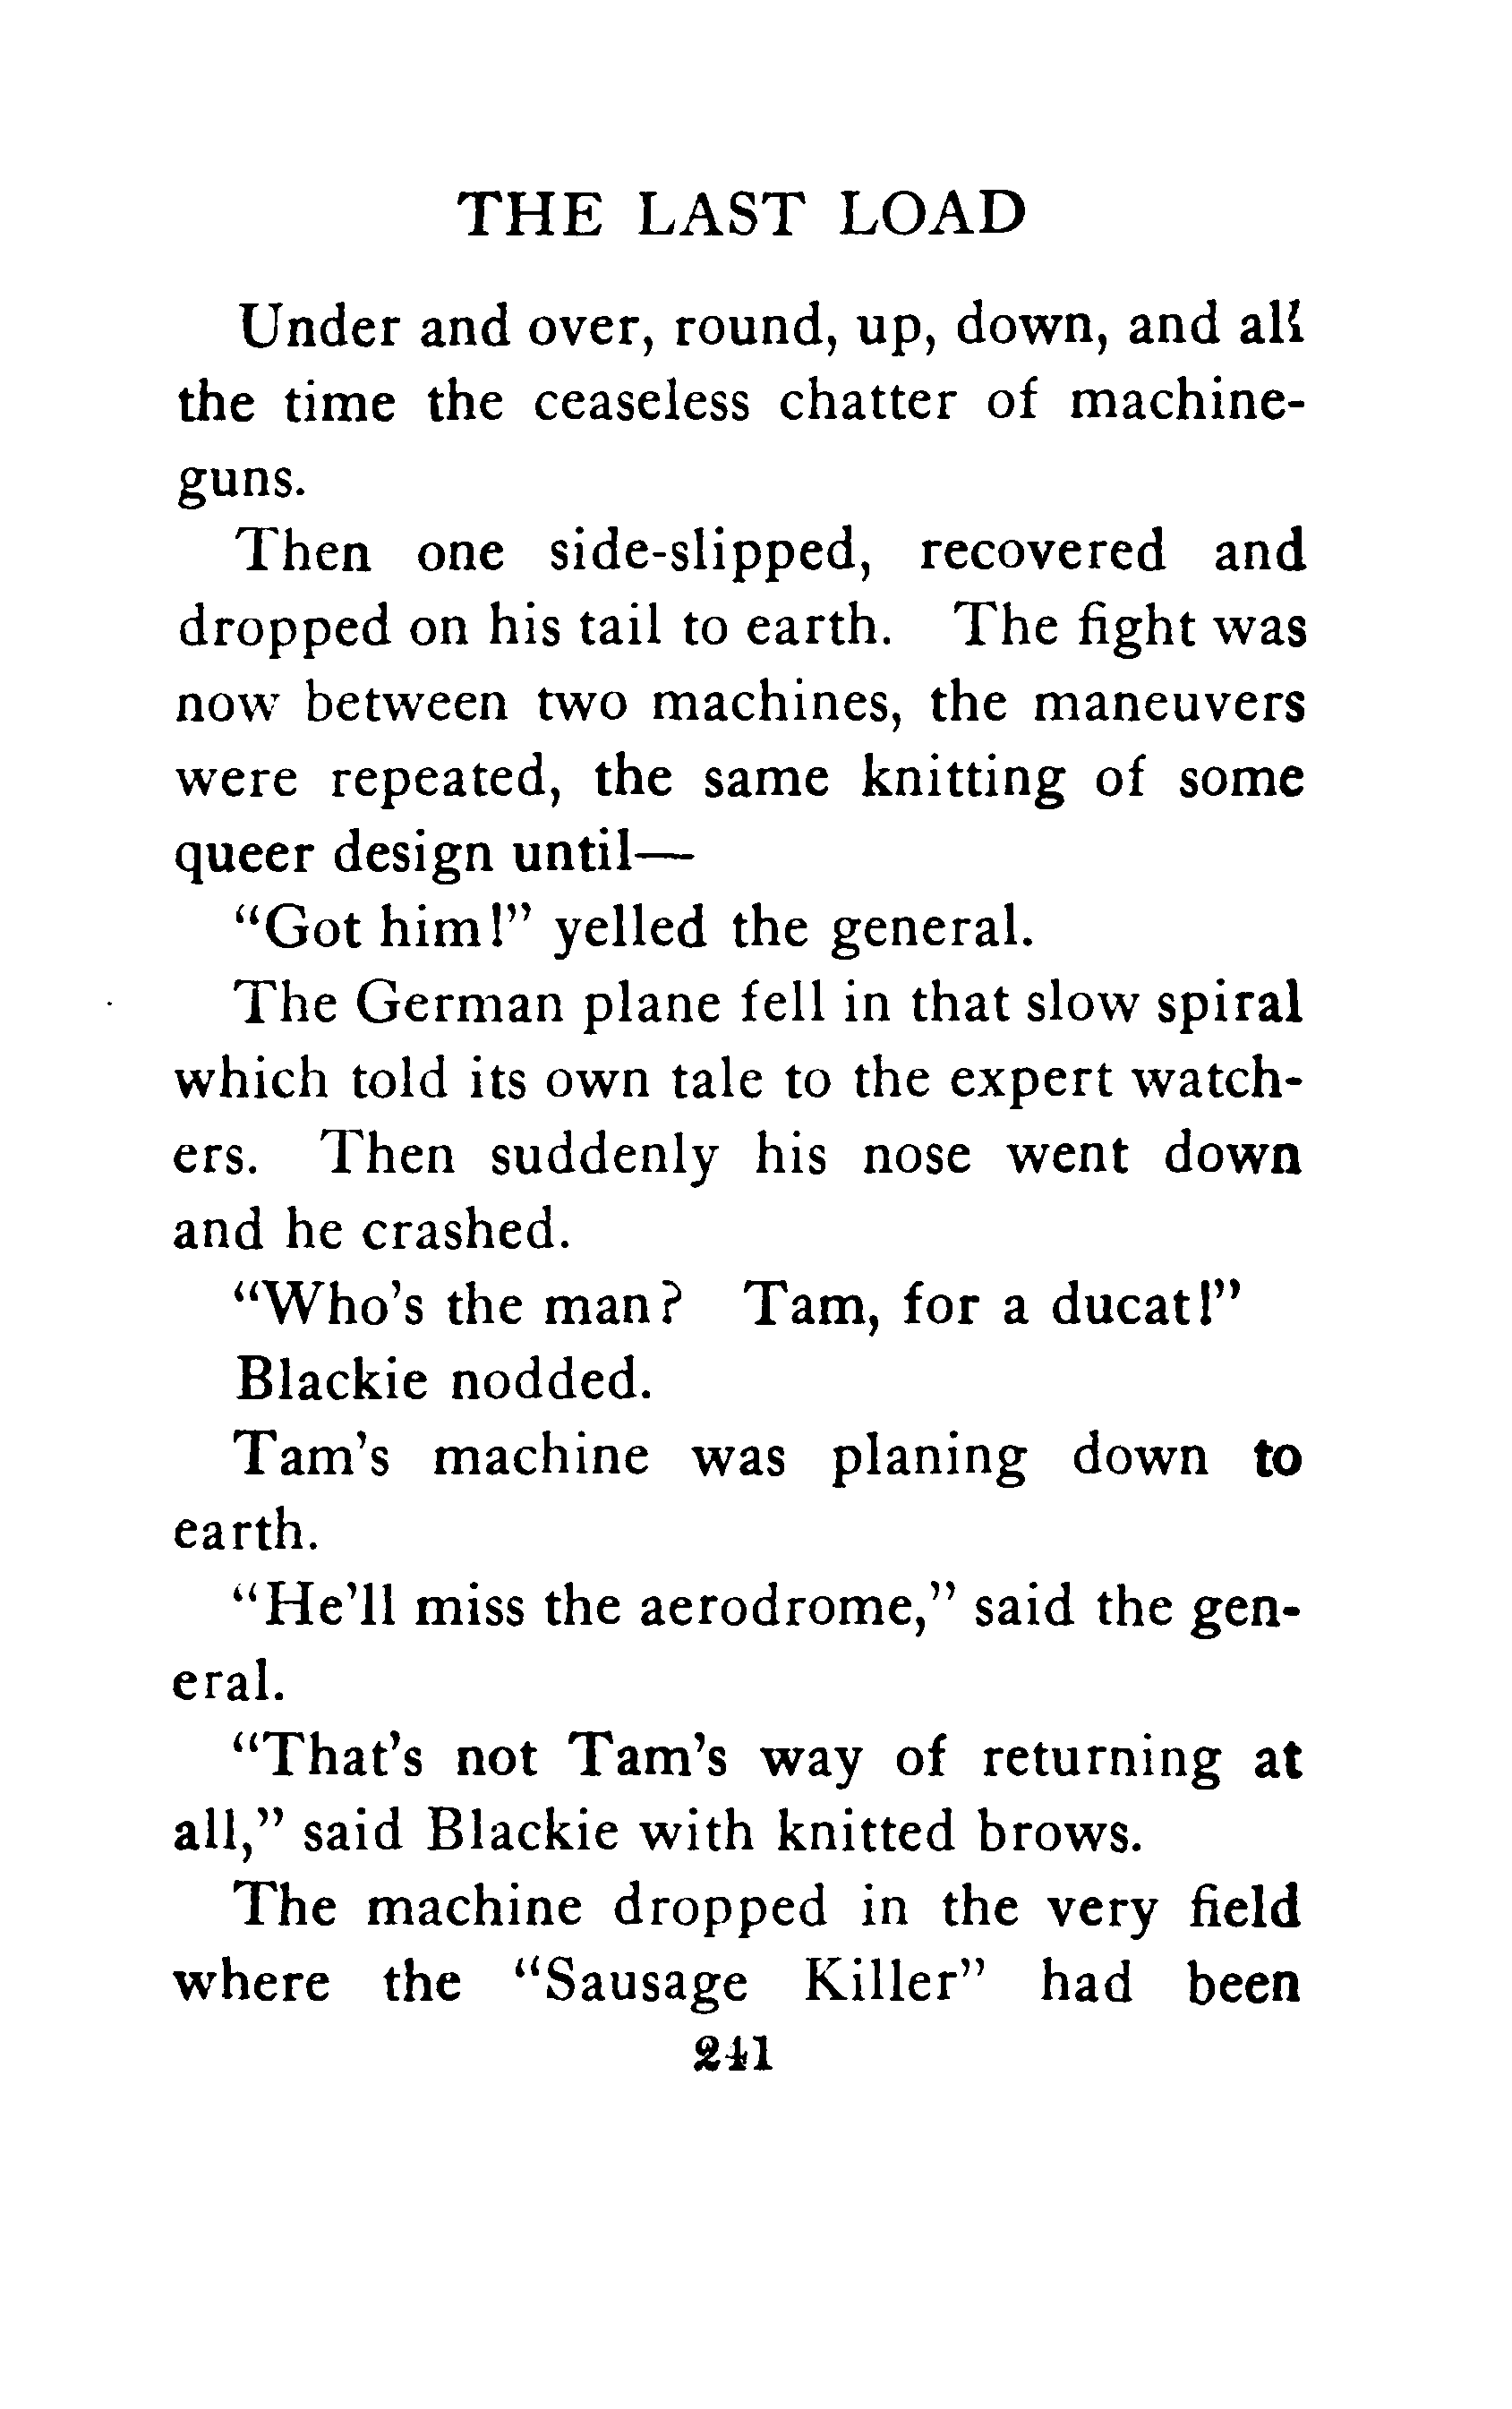 THE LAST LOAD
Under and over, round, up, down, and all
the time the ceaseless chatter of machine-
guns.
Then one side-slipped, recovered and
dropped on his tail to earth. The fight was
now between two machines, the maneuvers
were repeated, the same knitting of some
queer design until—
"Got him!" yelled the general.
The German plane fell in that slow spiral
which told its own tale to the expert watch-
ers. Then suddenly his nose went down
and he crashed.
"Who's the man? Tam, for a ducat!"
Blackie nodded.
Tam's machine was planing down to
earth.
"He'll miss the aerodrome," said the gen-
eral.
"That's not Tam's way of returning at
all," said Blackie with knitted brows.
The machine dropped in the very field
where the "Sausage Killer" had been
241